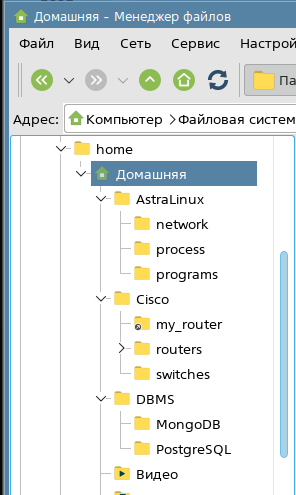 Домашняя - Менеджер файлов
Файл Вид Сеть Сервис Настрой
Па
Адрес: Компьютер Файловая систем
home
Домашняя
AstraLinux
network
process
programs
Cisco
my_router
routers
switches
DBMS
MongoDB
PostgreSQL
Видео